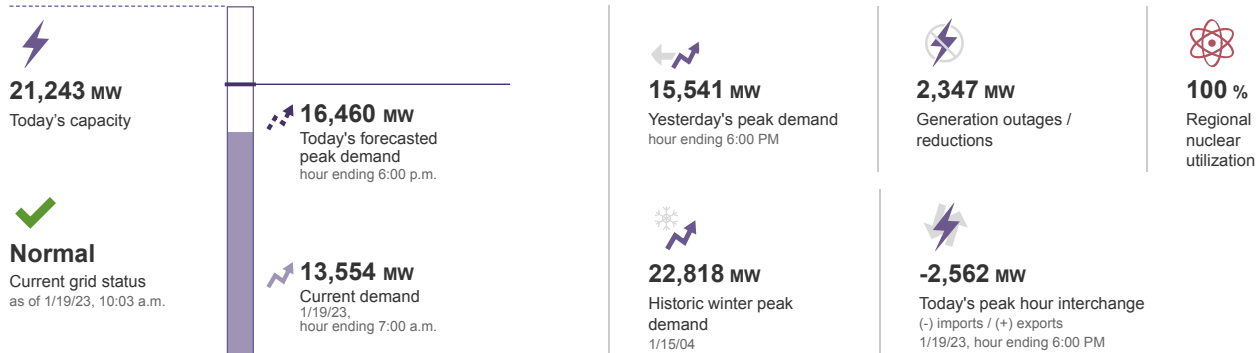 21,243 MW
Today's capacity
Normal
Current grid status
as of 1/19/23, 10:03 a.m.
16,460 MW
Today's forecasted
peak demand
hour ending 6:00 p.m.
13,554 MW
Current demand
1/19/23,
hour ending 7:00 a.m.
15,541 MW
Yesterday's peak demand
hour ending 6:00 PM
2,347 MW
Generation outages /
reductions
100 %
Regional
nuclear
utilization
22,818 MW
Historic winter peak
demand
1/15/04
-2,562 MW
Today's peak hour interchange
(-) imports / (+) exports
1/19/23, hour ending 6:00 PM